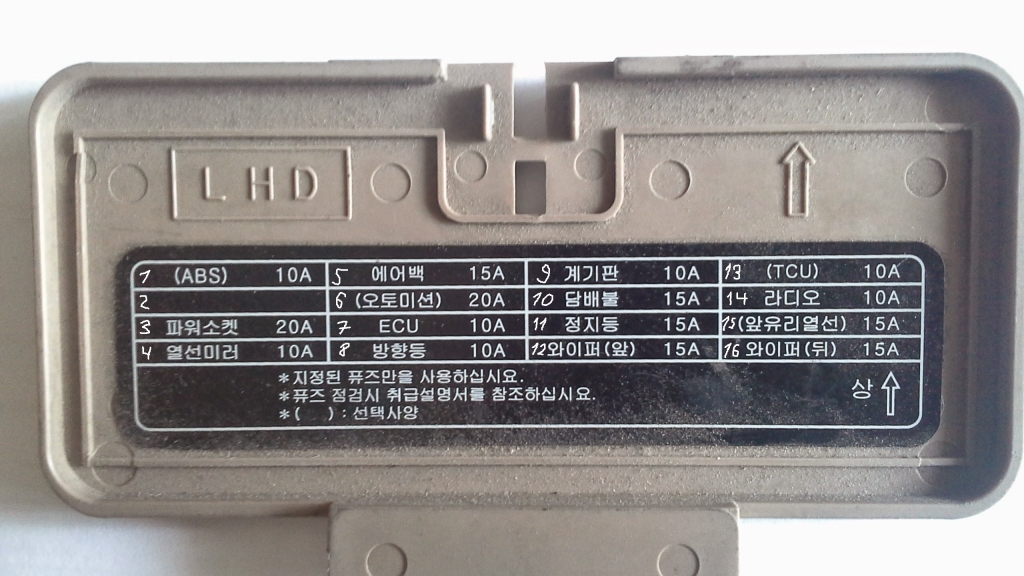 LHD
1 (ABS) 10A 5 에어백 15A 9 계기판 10A 13 (TCU) 10A
2 6 (오토미션) 20A 10 담배불 15A 14 라디오 10A
3 파워소켓 20A 7 ECU 10A 11 정지등 15A 15 (앞유리열선) 15A
4 열선미러 10A 8 방향등 10A 12 와이퍼(앞) 15A 16 와이퍼(뒤) 15A
*지정된 퓨즈만을 사용하십시요.
*퓨즈 점검시 취급설명서를 참조하십시요.
*( ) : 선택사양
상